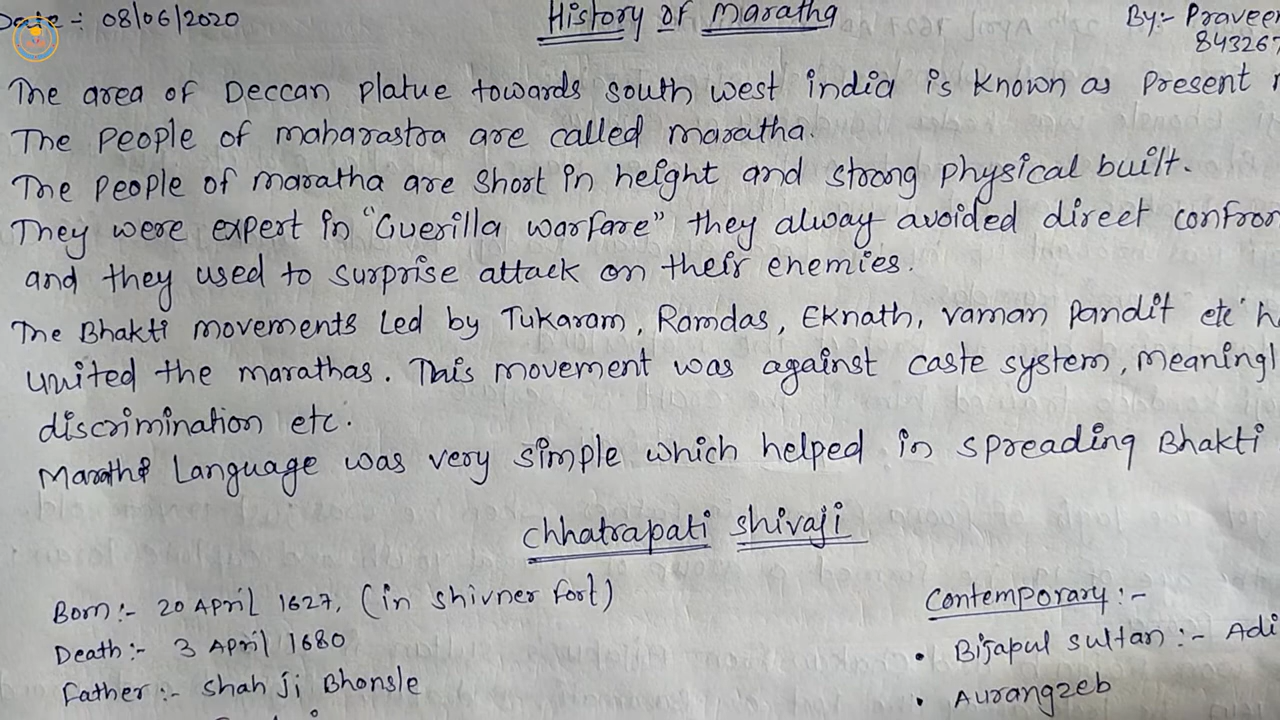 Date :- 08/06/2020
History of Maratha
By:- Praveen
843267
The area of Deccan Platue towards south west india is known as Present
The People of maharastra are called maratha.
The People of maratha are short in height and strong physical built.
They were expert in "Guerilla warfare" they alway avoided direct confron
and they used to surprise attack on their enemies.
The Bhakti movements Led by Tukaram, Ramdas, Eknath, vaman Pandit etc h
united the marathas. This movement was against caste system, meaningl
discrimination etc.
Marathi Language was very simple which helped in spreading Bhakti
Chhatrapati shivaji
Born:- 20 April 1627, (in shivner fort)
Death:- 3 April 1680
Father:- Shah Ji Bhonsle
Contemporary:-
• Bijapul sultan:- Adi
• Aurangzeb